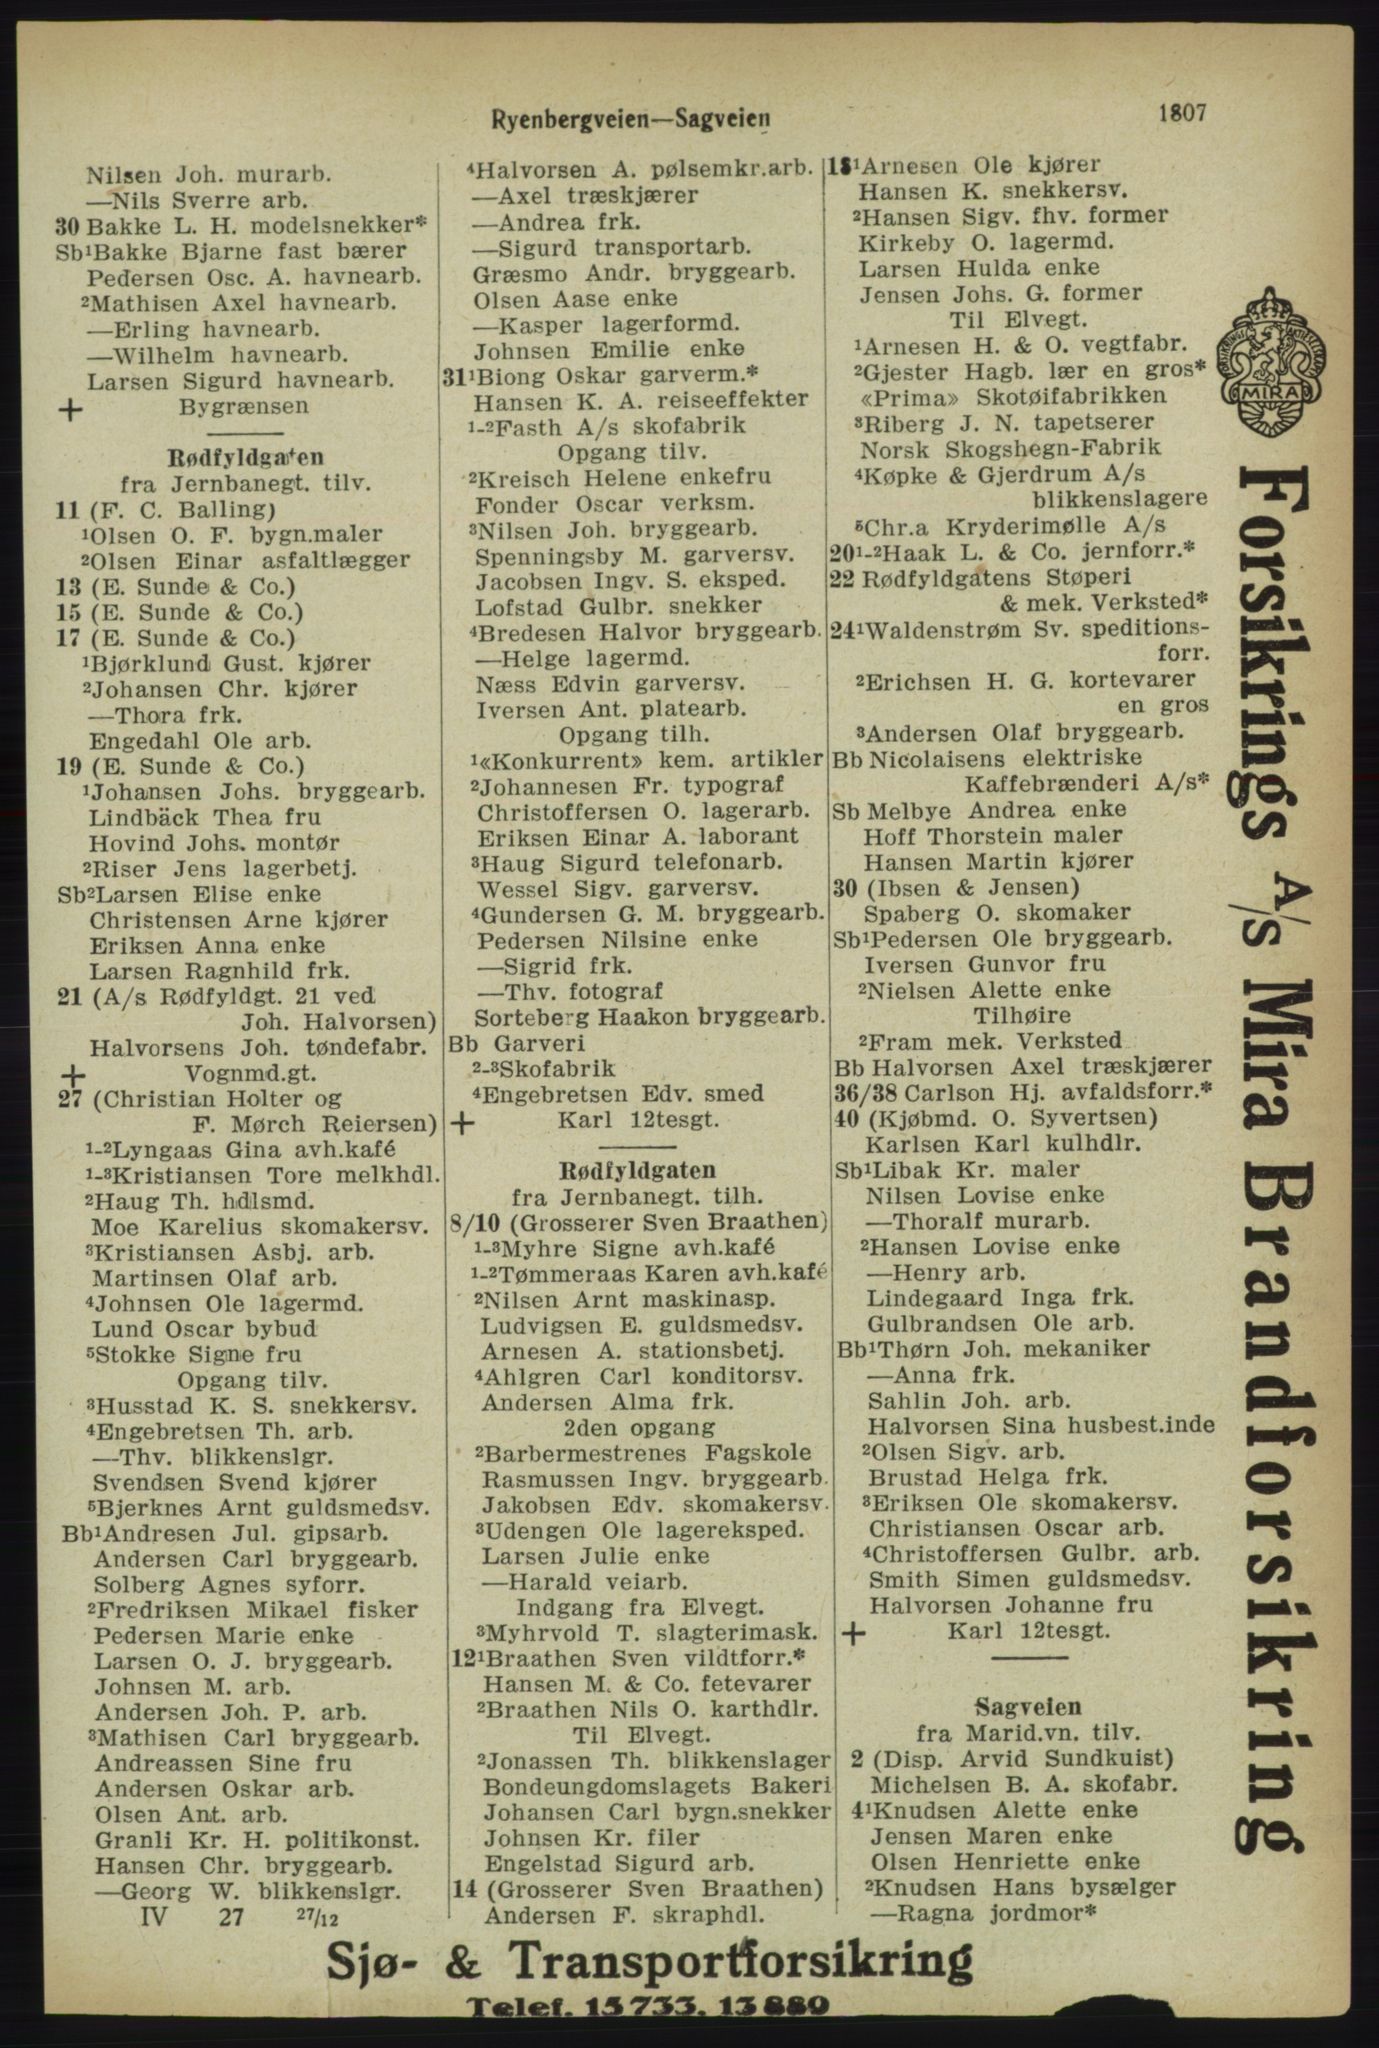 Ryenbergveien—Sagveien
1807
Nilsen Joh. murarb.
—Nils Sverre arb.
30 Bakke L. H. modelsnekker*
Sb¹Bakke Bjarne fast bærer
Pedersen Osc. A. havnearb.
²Mathisen Axel havnearb.
—Erling havnearb.
—Wilhelm havnearb.
Larsen Sigurd havnearb.
+ Bygrænsen
Rødfyldgaten
fra Jernbanegt. tilv.
11 (F. C. Balling)
¹Olsen O. F. bygn.maler
²Olsen Einar asfaltlægger
13 (E. Sunde & Co.)
15 (E. Sunde & Co.)
17 (E. Sunde & Co.)
¹Bjørklund Gust. kjører
²Johansen Chr. kjører
—Thora frk.
Engedahl Ole arb.
19 (E. Sunde & Co.)
¹Johansen Johs. bryggearb.
Lindbäck Thea fru
Hovind Johs. montør
²Riser Jens lagerbetj.
Sb²Larsen Elise enke
Christensen Arne kjører
Eriksen Anna enke
Larsen Ragnhild frk.
21 (A/s Rødfyldgt. 21 ved
Joh. Halvorsen)
Halvorsens Joh. tøndefabr.
+ Vognmd.gt.
27 (Christian Holter og
F. Mørch Reiersen)
¹-²Lyngaas Gina avh.kafé
¹-³Kristiansen Tore melkhdl.
²Haug Th. hdlsmd.
Moe Karelius skomakersv.
³Kristiansen Asbj. arb.
Martinsen Olaf arb.
⁴Johnsen Ole lagermd.
Lund Oscar bybud
⁵Stokke Signe fru
Opgang tilv.
³Husstad K. S. snekkersv.
⁴Engebretsen Th. arb.
—Thv. blikkenslgr.
Svendsen Svend kjører
⁵Bjerknes Arnt guldsmedsv.
Bb¹Andresen Jul. gipsarb.
Andersen Carl bryggearb.
Solberg Agnes syforr.
²Fredriksen Mikael fisker
Pedersen Marie enke
Larsen O. J. bryggearb.
Johnsen M. arb.
Andersen Joh. P. arb.
³Mathisen Carl bryggearb.
Andreassen Sine fru
Andersen Oskar arb.
Olsen Ant. arb.
Granli Kr. H. politikonst.
Hansen Chr. bryggearb.
—Georg W. blikkenslgr.
IV 27 27/12
⁴Halvorsen A. pølsemkr.arb.
—Axel træskjærer
—Andrea frk.
—Sigurd transportarb.
Græsmo Andr. bryggearb.
Olsen Aase enke
—Kasper lagerformd.
Johnsen Emilie enke
31¹Biong Oskar garverm.*
Hansen K. A. reiseeffekter
¹-²Fasth A/s skofabrik
Opgang tilv.
²Kreisch Helene enkefru
Fonder Oscar verksm.
³Nilsen Joh. bryggearb.
Spenningsby M. garversv.
Jacobsen Ingv. S. eksped.
Lofstad Gulbr. snekker
⁴Bredesen Halvor bryggearb.
—Helge lagermd.
Næss Edvin garversv.
Iversen Ant. platearb.
Opgang tilh.
¹«Konkurrent» kem. artikler
²Johannesen Fr. typograf
Christoffersen O. lagerarb.
Eriksen Einar A. laborant
³Haug Sigurd telefonarb.
Wessel Sigv. garversv.
⁴Gundersen G. M. bryggearb.
Pedersen Nilsine enke
—Sigrid frk.
—Thv. fotograf
Sorteberg Haakon bryggearb.
Bb Garveri
²-³Skofabrik
⁴Engebretsen Edv. smed
+ Karl 12tesgt.
Rødfyldgaten
fra Jernbanegt. tilh.
8/10 (Grosserer Sven Braathen)
¹-³Myhre Signe avh.kafé
¹-²Tømmeraas Karen avh.kafé
²Nilsen Arnt maskinasp.
Ludvigsen E. guldsmedsv.
Arnesen A. stationsbetj.
⁴Ahlgren Carl konditorsv.
Andersen Alma frk.
2den opgang
²Barbermestrenes Fagskole
Rasmussen Ingv. bryggearb.
Jakobsen Edv. skomakersv.
³Udengen Ole lagereksped.
Larsen Julie enke
—Harald veiarb.
Indgang fra Elvegt.
³Myhrvold T. slagterimask.
12¹Braathen Sven vildtforr.*
Hansen M. & Co. fetevarer
²Braathen Nils O. karthdlr.
Til Elvegt.
²Jonassen Th. blikkenslager
Bondeungdomslagets Bakeri
Johansen Carl bygn.snekker
Johnsen Kr. filer
Engelstad Sigurd arb.
14 (Grosserer Sven Braathen)
Andersen F. skraphdl.
18¹Arnesen Ole kjører
Hansen K. snekkersv.
²Hansen Sigv. fhv. former
Kirkeby O. lagermd.
Larsen Hulda enke
Jensen Johs. G. former
Til Elvegt.
¹Arnesen H. & O. vegtfabr.
²Gjester Hagb. lær en gros*
«Prima» Skotøifabrikken
³Riberg J. N. tapetserer
Norsk Skogshegn-Fabrik
⁴Køpke & Gjerdrum A/s
blikkenslagere
⁵Chr.a Kryderimølle A/s
20¹-²Haak L. & Co. jernforr.*
22 Rødfyldgatens Støperi
& mek. Verksted*
24¹Waldenstrøm Sv. speditions-
forr.
²Erichsen H. G. kortevarer
en gros
³Andersen Olaf bryggearb.
Bb Nicolaisens elektriske
Kaffebrænderi A/s*
Sb Melbye Andrea enke
Hoff Thorstein maler
Hansen Martin kjører
30 (Ibsen & Jensen)
Spaberg O. skomaker
Sb¹Pedersen Ole bryggearb.
Iversen Gunvor fru
²Nielsen Alette enke
Tilhøire
²Fram mek. Verksted
Bb Halvorsen Axel træskjærer
36/38 Carlson Hj. avfaldsforr.*
40 (Kjøbmd. O. Syvertsen)
Karlsen Karl kulhdlr.
Sb¹Libak Kr. maler
Nilsen Lovise enke
—Thoralf murarb.
²Hansen Lovise enke
—Henry arb.
Lindegaard Inga frk.
Gulbrandsen Ole arb.
Bb¹Thørn Joh. mekaniker
—Anna frk.
Sahlin Joh. arb.
Halvorsen Sina husbest.inde
²Olsen Sigv. arb.
Brustad Helga frk.
³Eriksen Ole skomakersv.
Christiansen Oscar arb.
⁴Christoffersen Gulbr. arb.
Smith Simen guldsmedsv.
Halvorsen Johanne fru
+ Karl 12tesgt.
Sagveien
fra Marid.vn. tilv.
2 (Disp. Arvid Sundkuist)
Michelsen B. A. skofabr.
4¹Knudsen Alette enke
Jensen Maren enke
Olsen Henriette enke
²Knudsen Hans bysælger
—Ragna jordmor*
MIRA
Forsikrings A/s Mira Brandforsikring
Sjø- & Transportforsikring
Telef. 15733, 13880